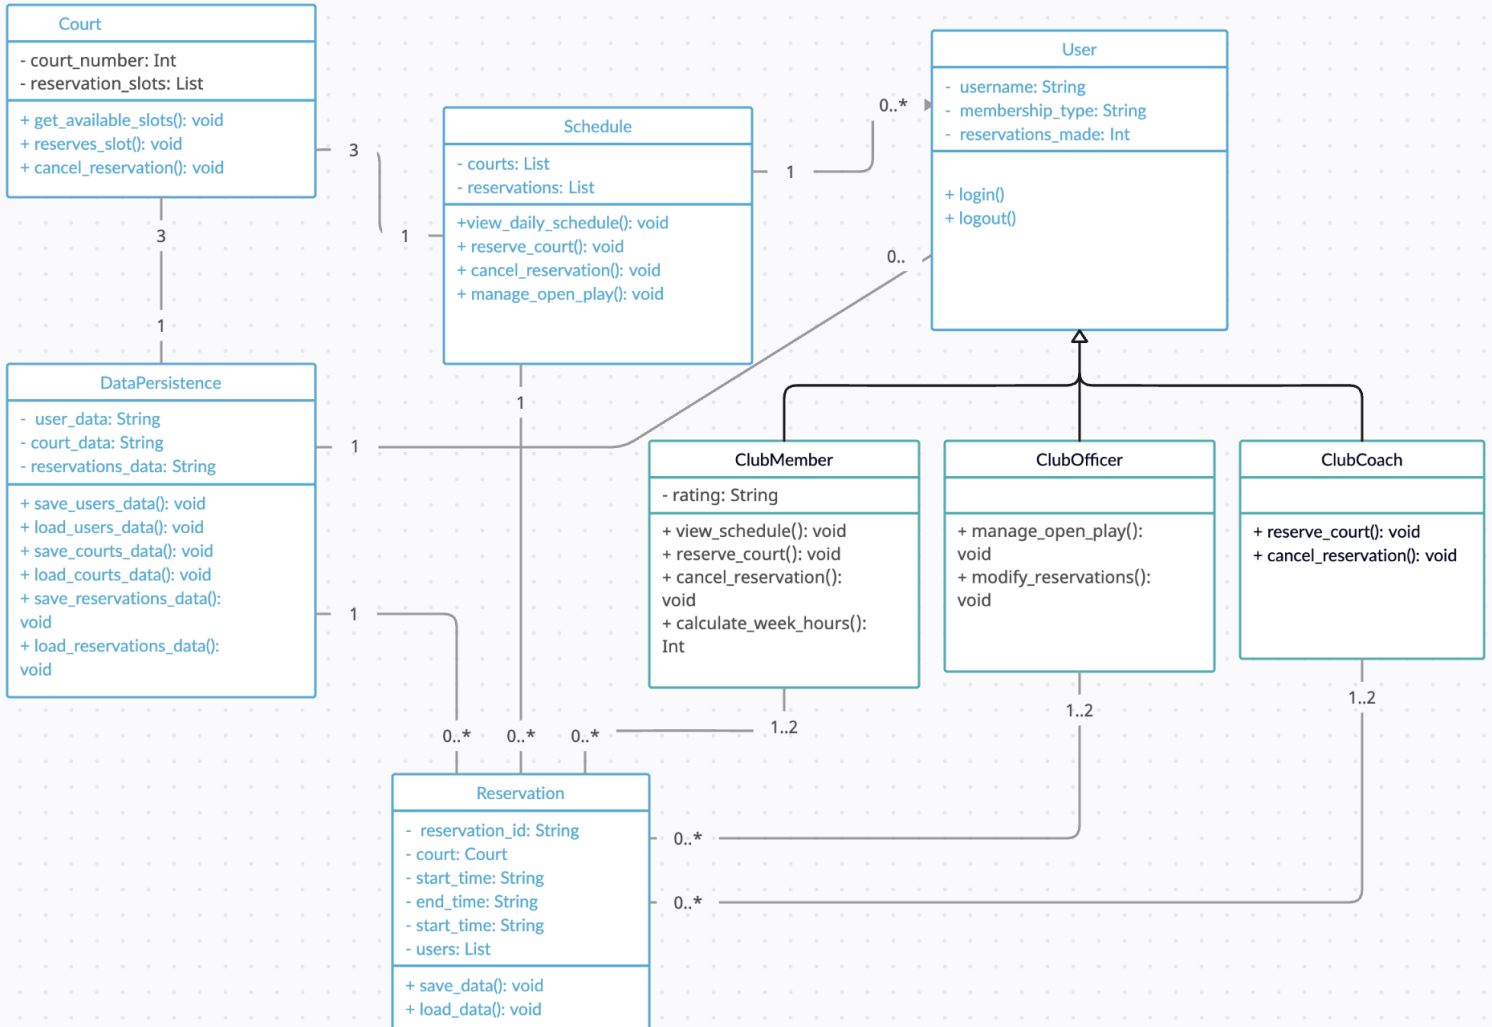 Court
- court_number: Int
- reservation_slots: List
+ get_available_slots(): void
+ reserves_slot(): void
+ cancel_reservation(): void
3
1
3
1
Schedule
- courts: List
- reservations: List
+view_daily_schedule(): void
+ reserve_court(): void
+ cancel_reservation(): void
+ manage_open_play(): void
1
0..*
User
- username: String
- membership_type: String
- reservations_made: Int
+ login()
+ logout()
0..
1
DataPersistence
- user_data: String
- court_data: String
- reservations_data: String
+ save_users_data(): void
+ load_users_data(): void
+ save_courts_data(): void
+ load_courts_data(): void
+ save_reservations_data():
void
+ load_reservations_data():
void
1
1
ClubMember
- rating: String
+ view_schedule(): void
+ reserve_court(): void
+ cancel_reservation():
void
+ calculate_week_hours():
Int
ClubOfficer
+ manage_open_play():
void
+ modify_reservations():
void
ClubCoach
+ reserve_court(): void
+ cancel_reservation(): void
1..2
1..2
1..2
0..*
0..*
0..*
Reservation
- reservation_id: String
- court: Court
- start_time: String
- end_time: String
- start_time: String
- users: List
+ save_data(): void
+ load_data(): void
0..*
0..*